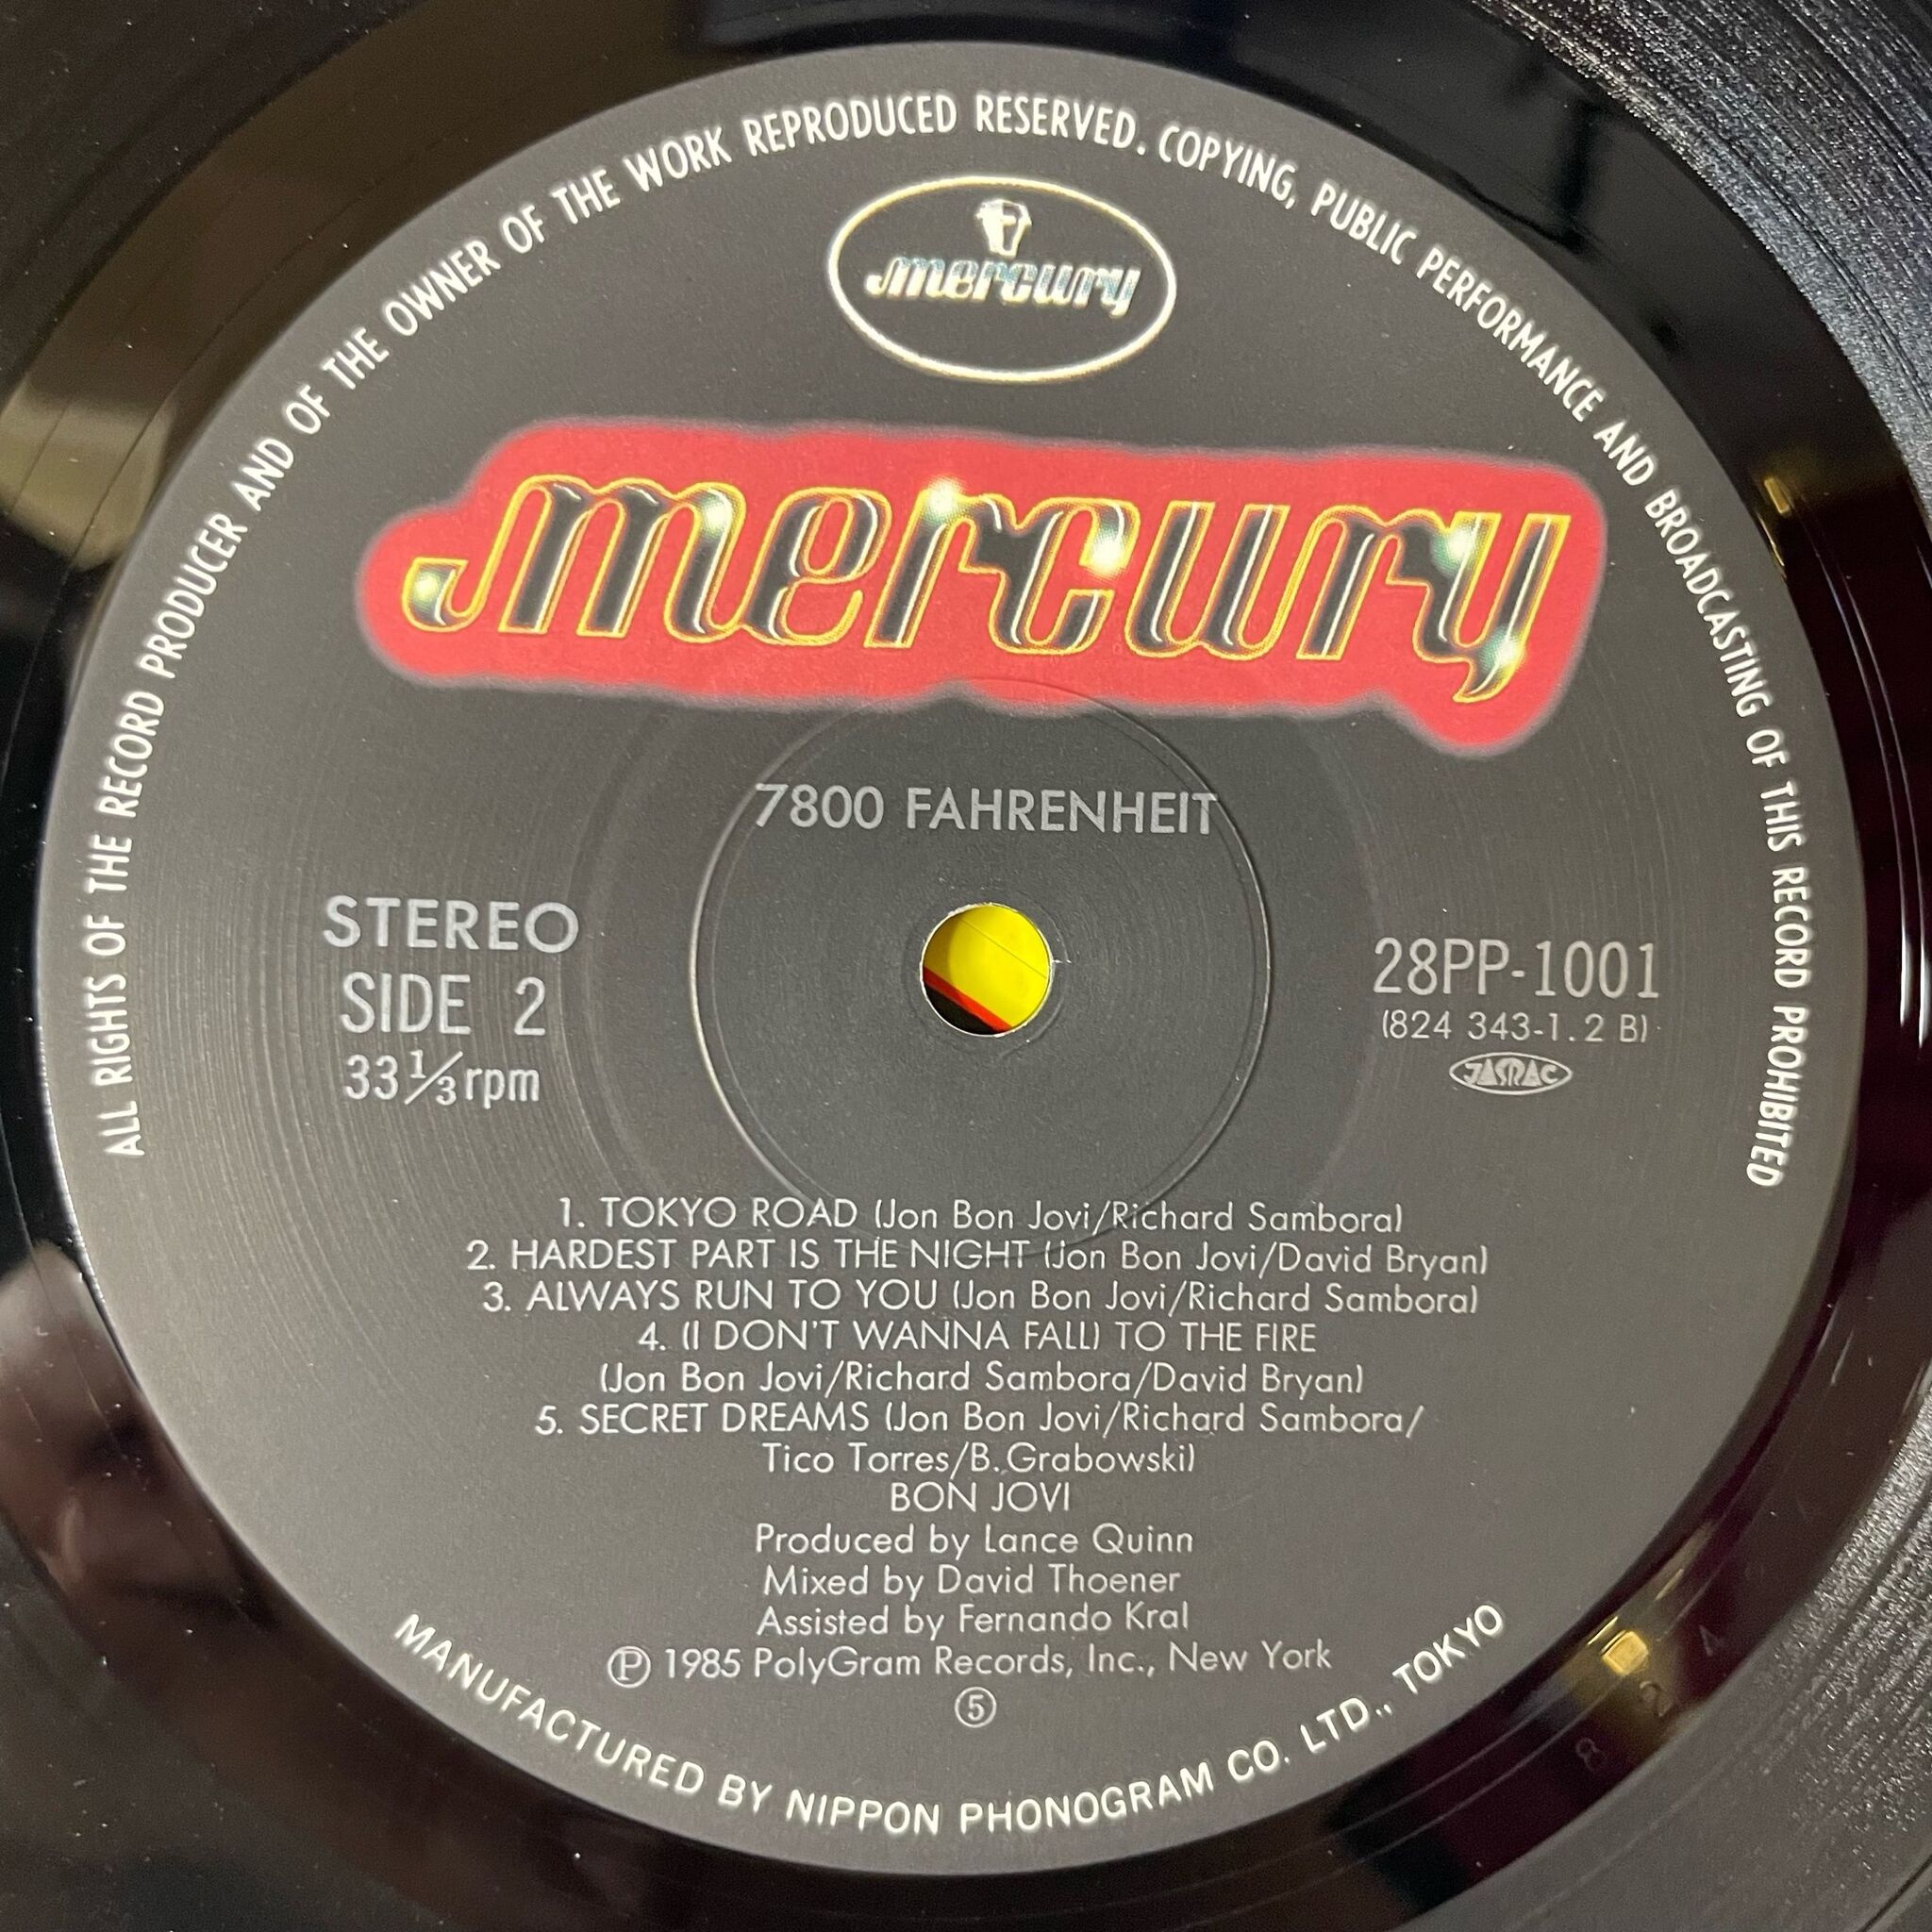 ALL RIGHTS OF THE RECORD PRODUCER AND OF THE OWNER OF THE WORK REPRODUCED RESERVED. COPYING, PUBLIC PERFORMANCE AND BROADCASTING OF THIS RECORD PROHIBITED
mercury
mercury
7800 FAHRENHEIT
STEREO
SIDE 2
33 1/3 rpm
28PP-1001
(824 343-1.2 B)
JASRAC
1. TOKYO ROAD (Jon Bon Jovi/Richard Sambora)
2. HARDEST PART IS THE NIGHT (Jon Bon Jovi/David Bryan)
3. ALWAYS RUN TO YOU (Jon Bon Jovi/Richard Sambora)
4. (I DON'T WANNA FALL) TO THE FIRE
(Jon Bon Jovi/Richard Sambora/David Bryan)
5. SECRET DREAMS (Jon Bon Jovi/Richard Sambora/
Tico Torres/B. Grabowski)
BON JOVI
Produced by Lance Quinn
Mixed by David Thoener
Assisted by Fernando Kral
Ⓟ 1985 PolyGram Records, Inc., New York
⑤
MANUFACTURED BY NIPPON PHONOGRAM CO. LTD., TOKYO